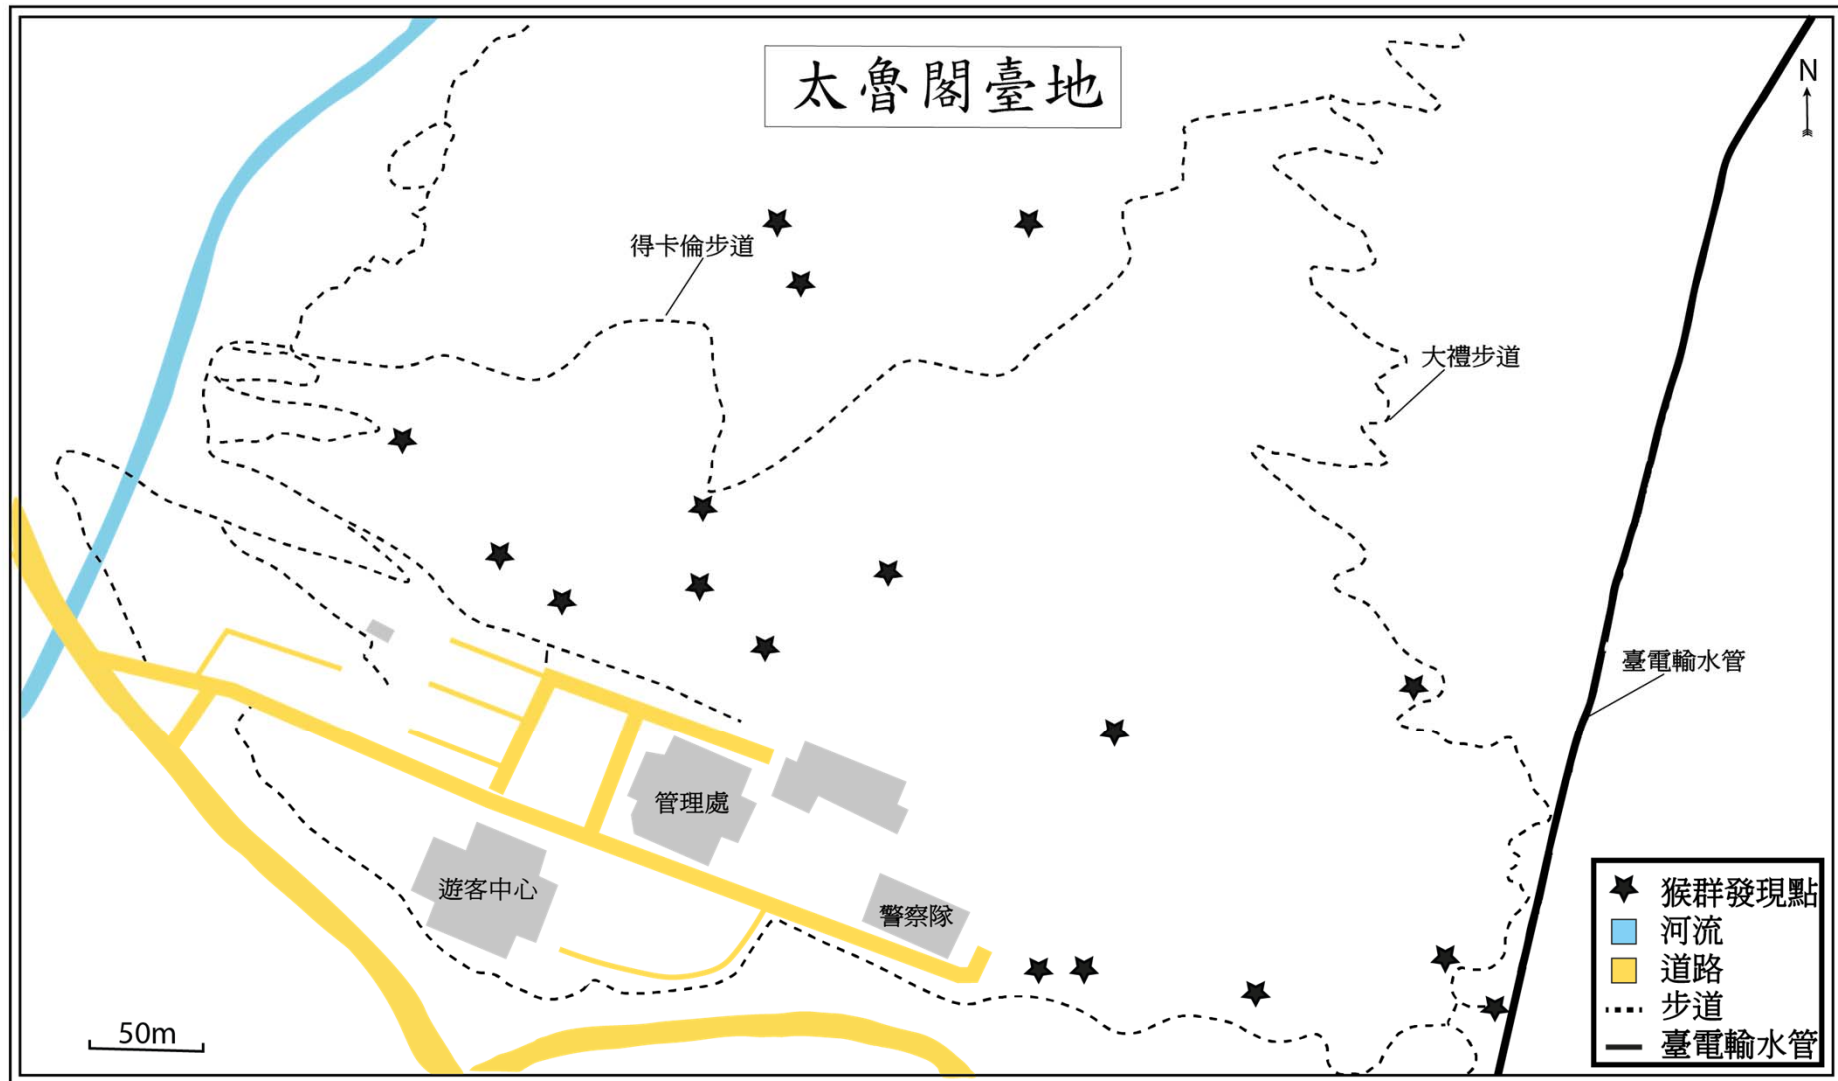 太魯閣臺地
N
得卡倫步道
大禮步道
臺電輸水管
管理處
遊客中心
警察隊
50m
猴群發現點
河流
道路
步道
臺電輸水管